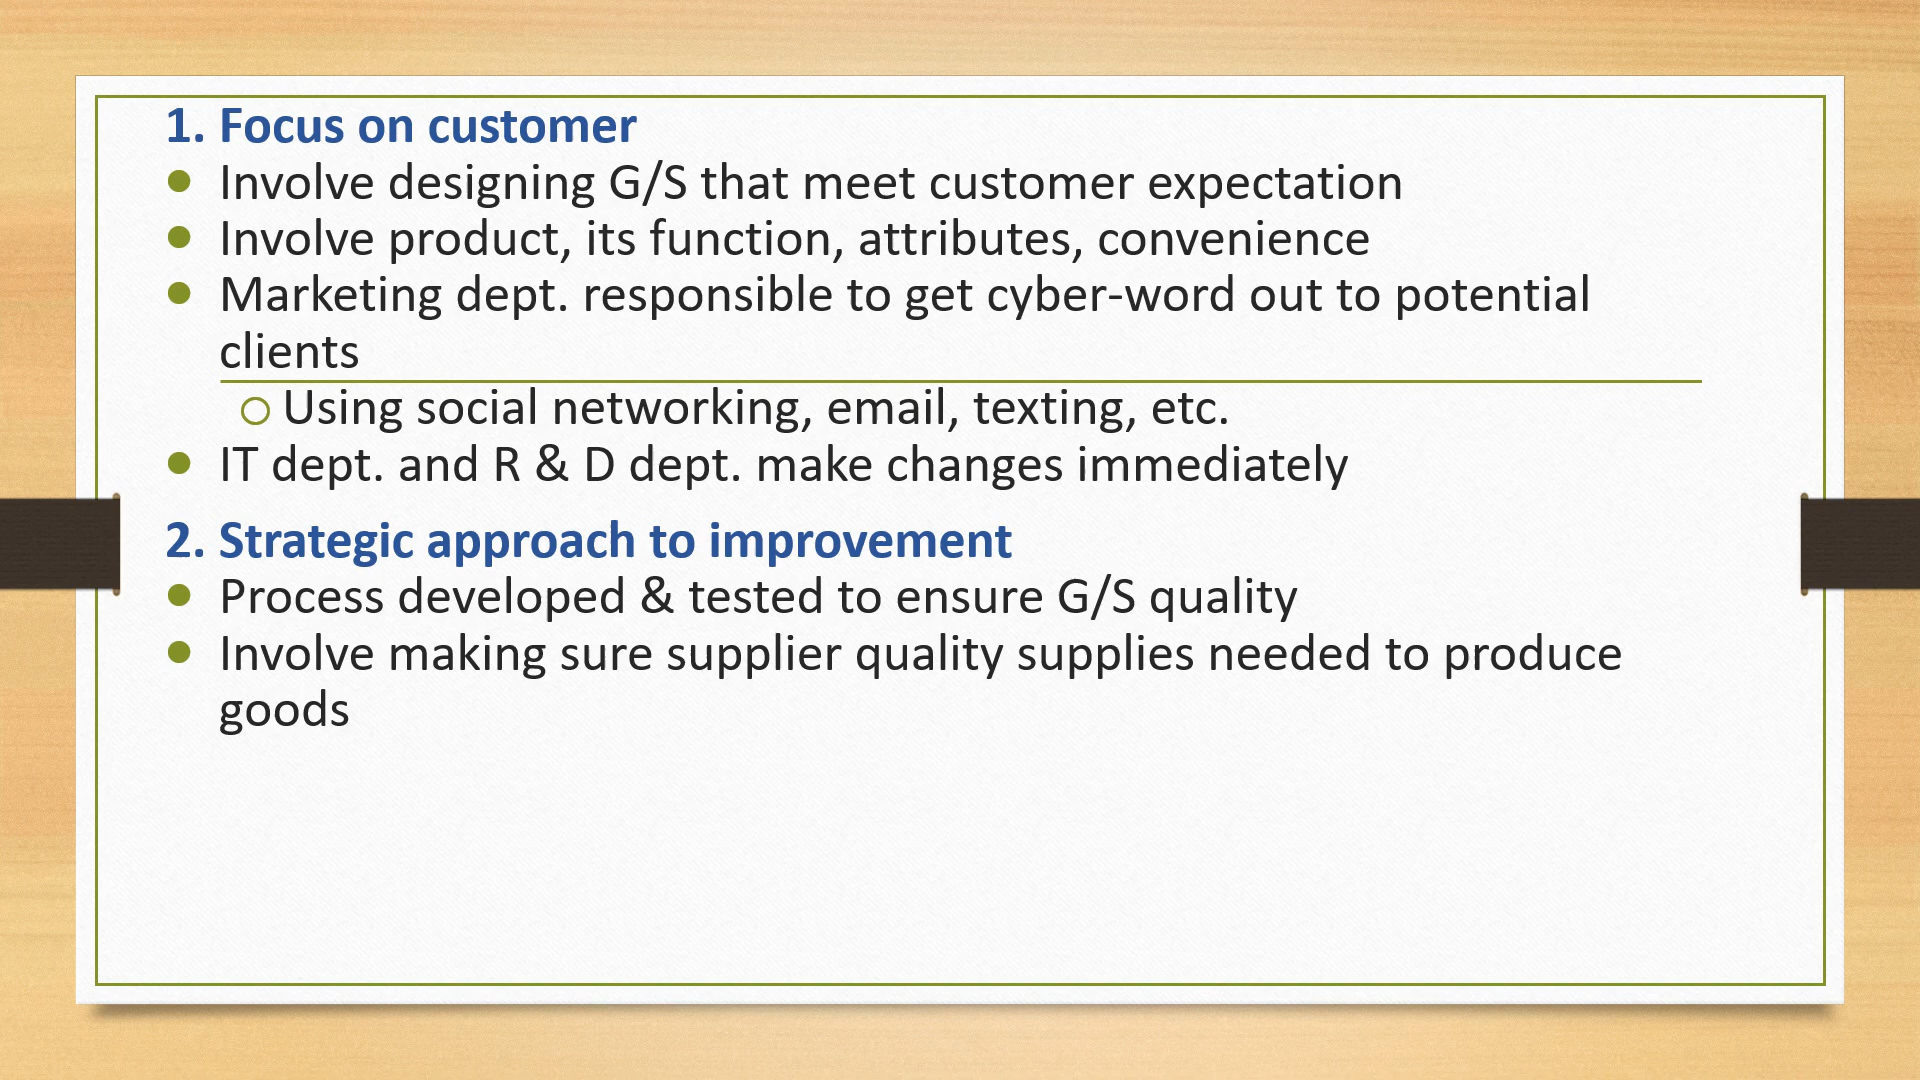 1. Focus on customer
● Involve designing G/S that meet customer expectation
● Involve product, its function, attributes, convenience
● Marketing dept. responsible to get cyber-word out to potential
clients
○ Using social networking, email, texting, etc.
● IT dept. and R & D dept. make changes immediately
2. Strategic approach to improvement
● Process developed & tested to ensure G/S quality
● Involve making sure supplier quality supplies needed to produce
goods